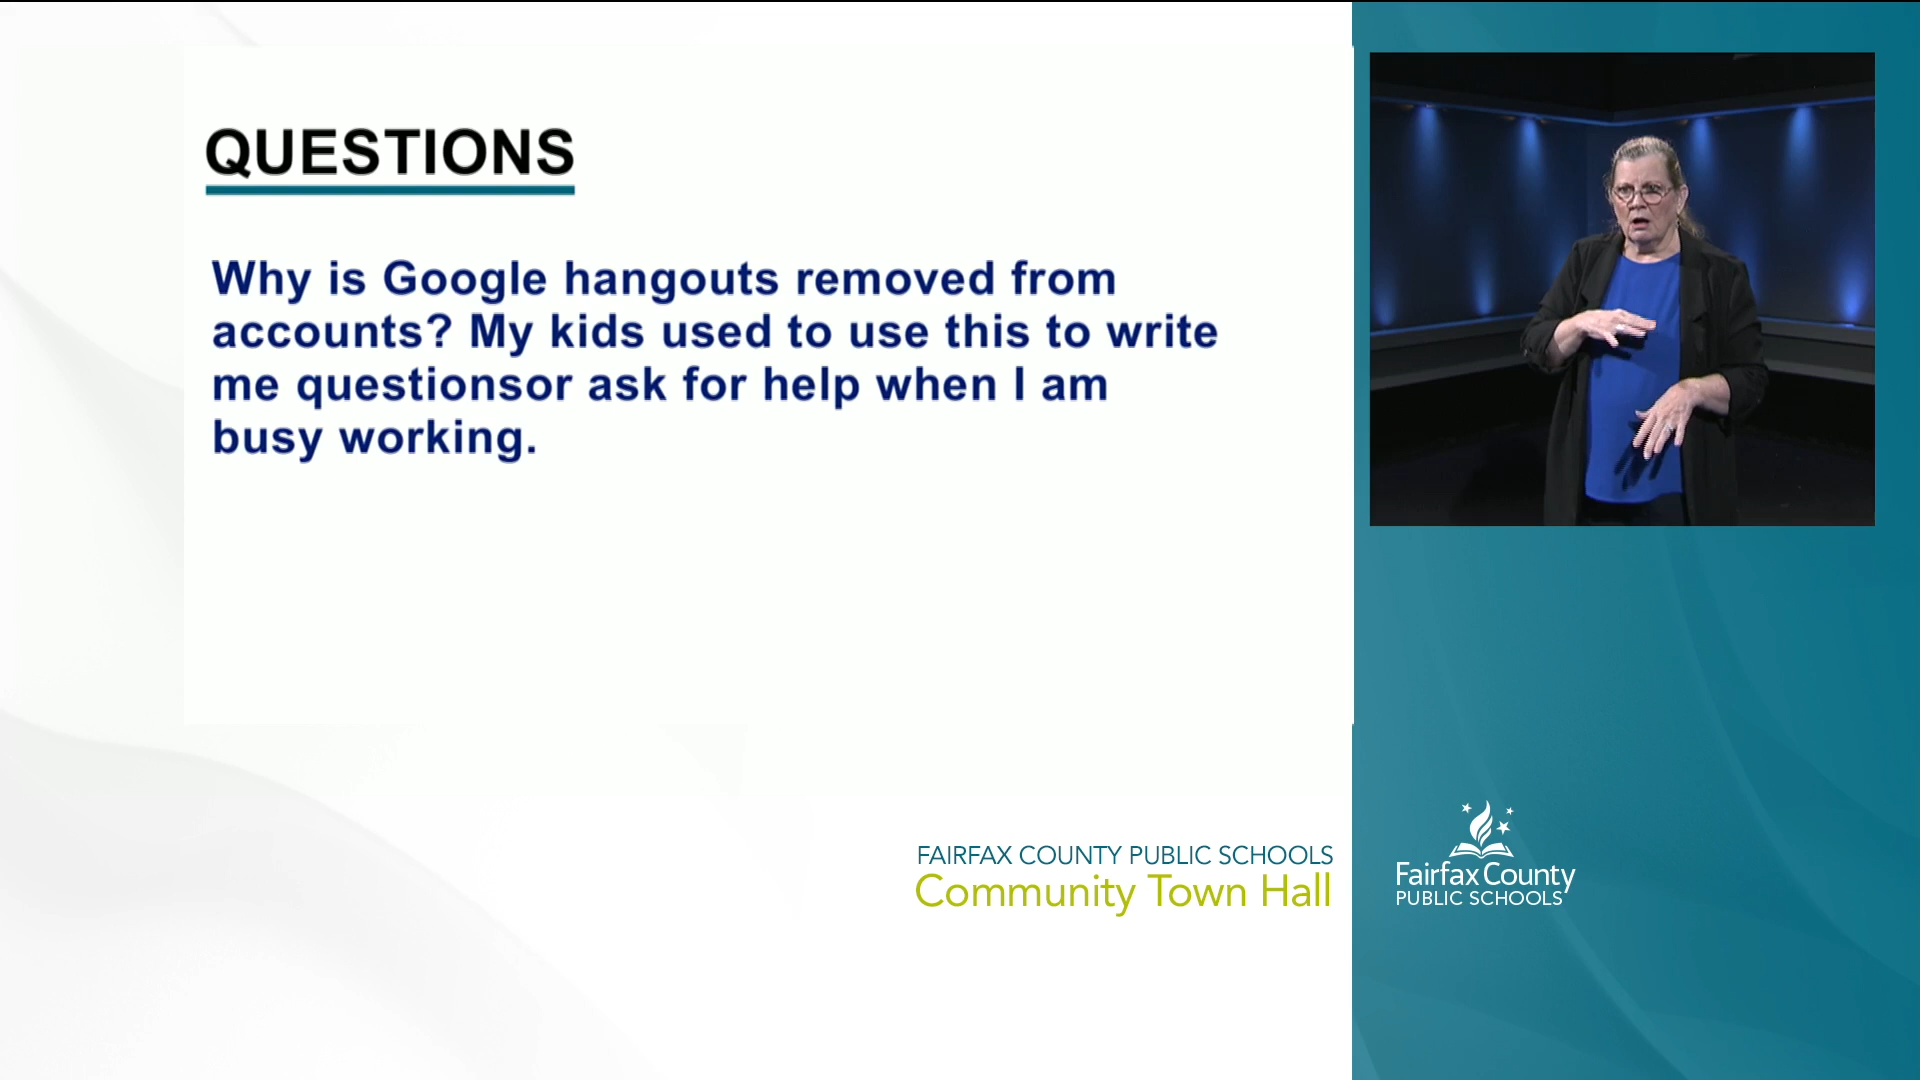 QUESTIONS
Why is Google hangouts removed from
accounts? My kids used to use this to write
me questionsor ask for help when I am
busy working.
FAIRFAX COUNTY PUBLIC SCHOOLS
Community Town Hall
Fairfax County
PUBLIC SCHOOLS